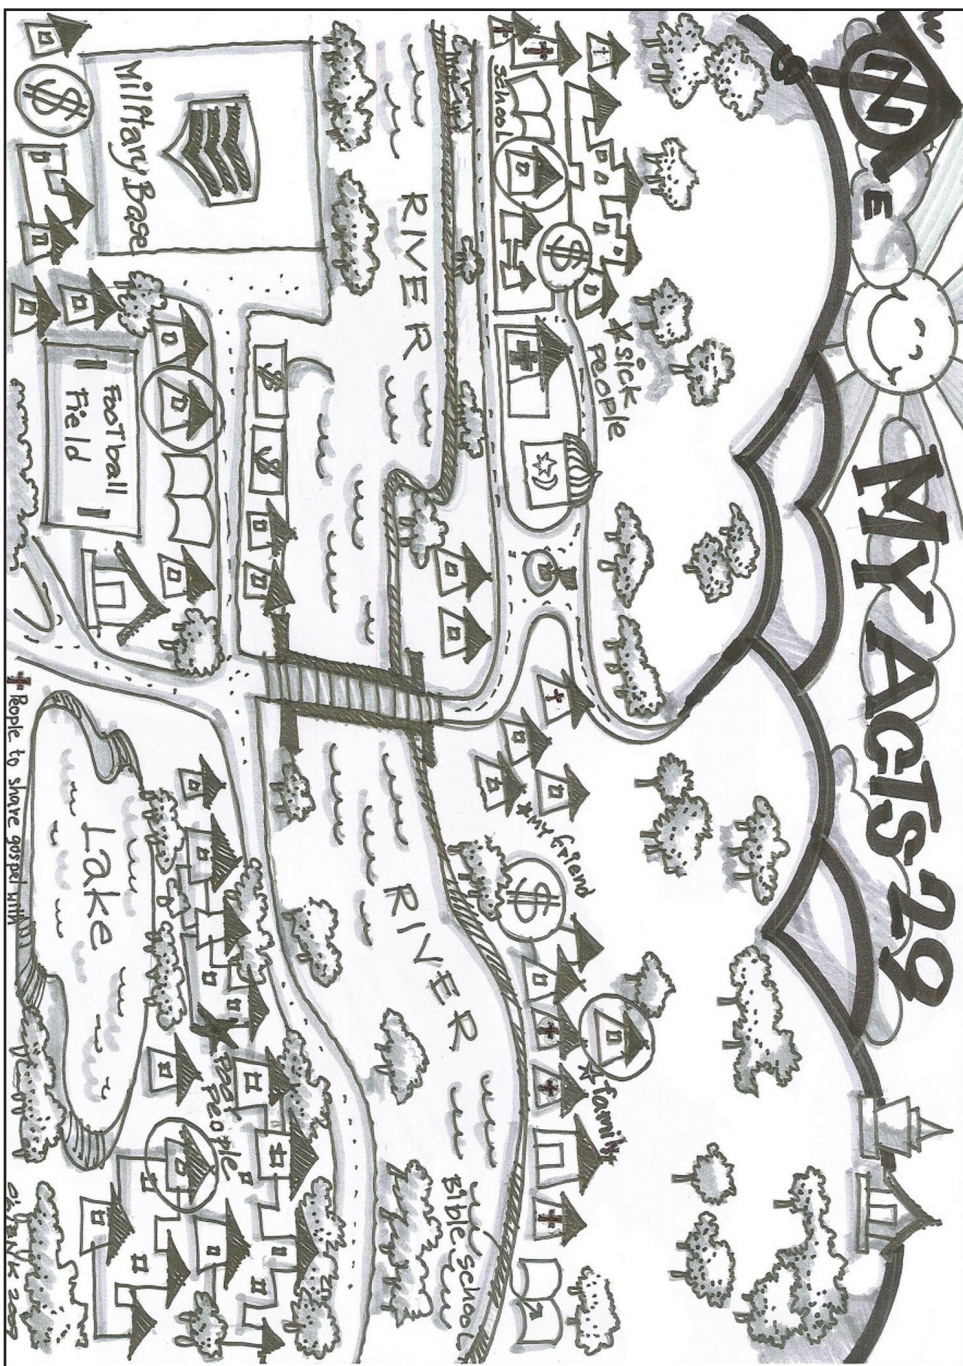 W
N
E
S
MY ACTS 29
$
*sick
people
school
*My friend
$
*family
Bible school
RIVER
RIVER
$
$
Military Base
$
FOOTball
Field
Poor
People
Lake
People to share gospel with